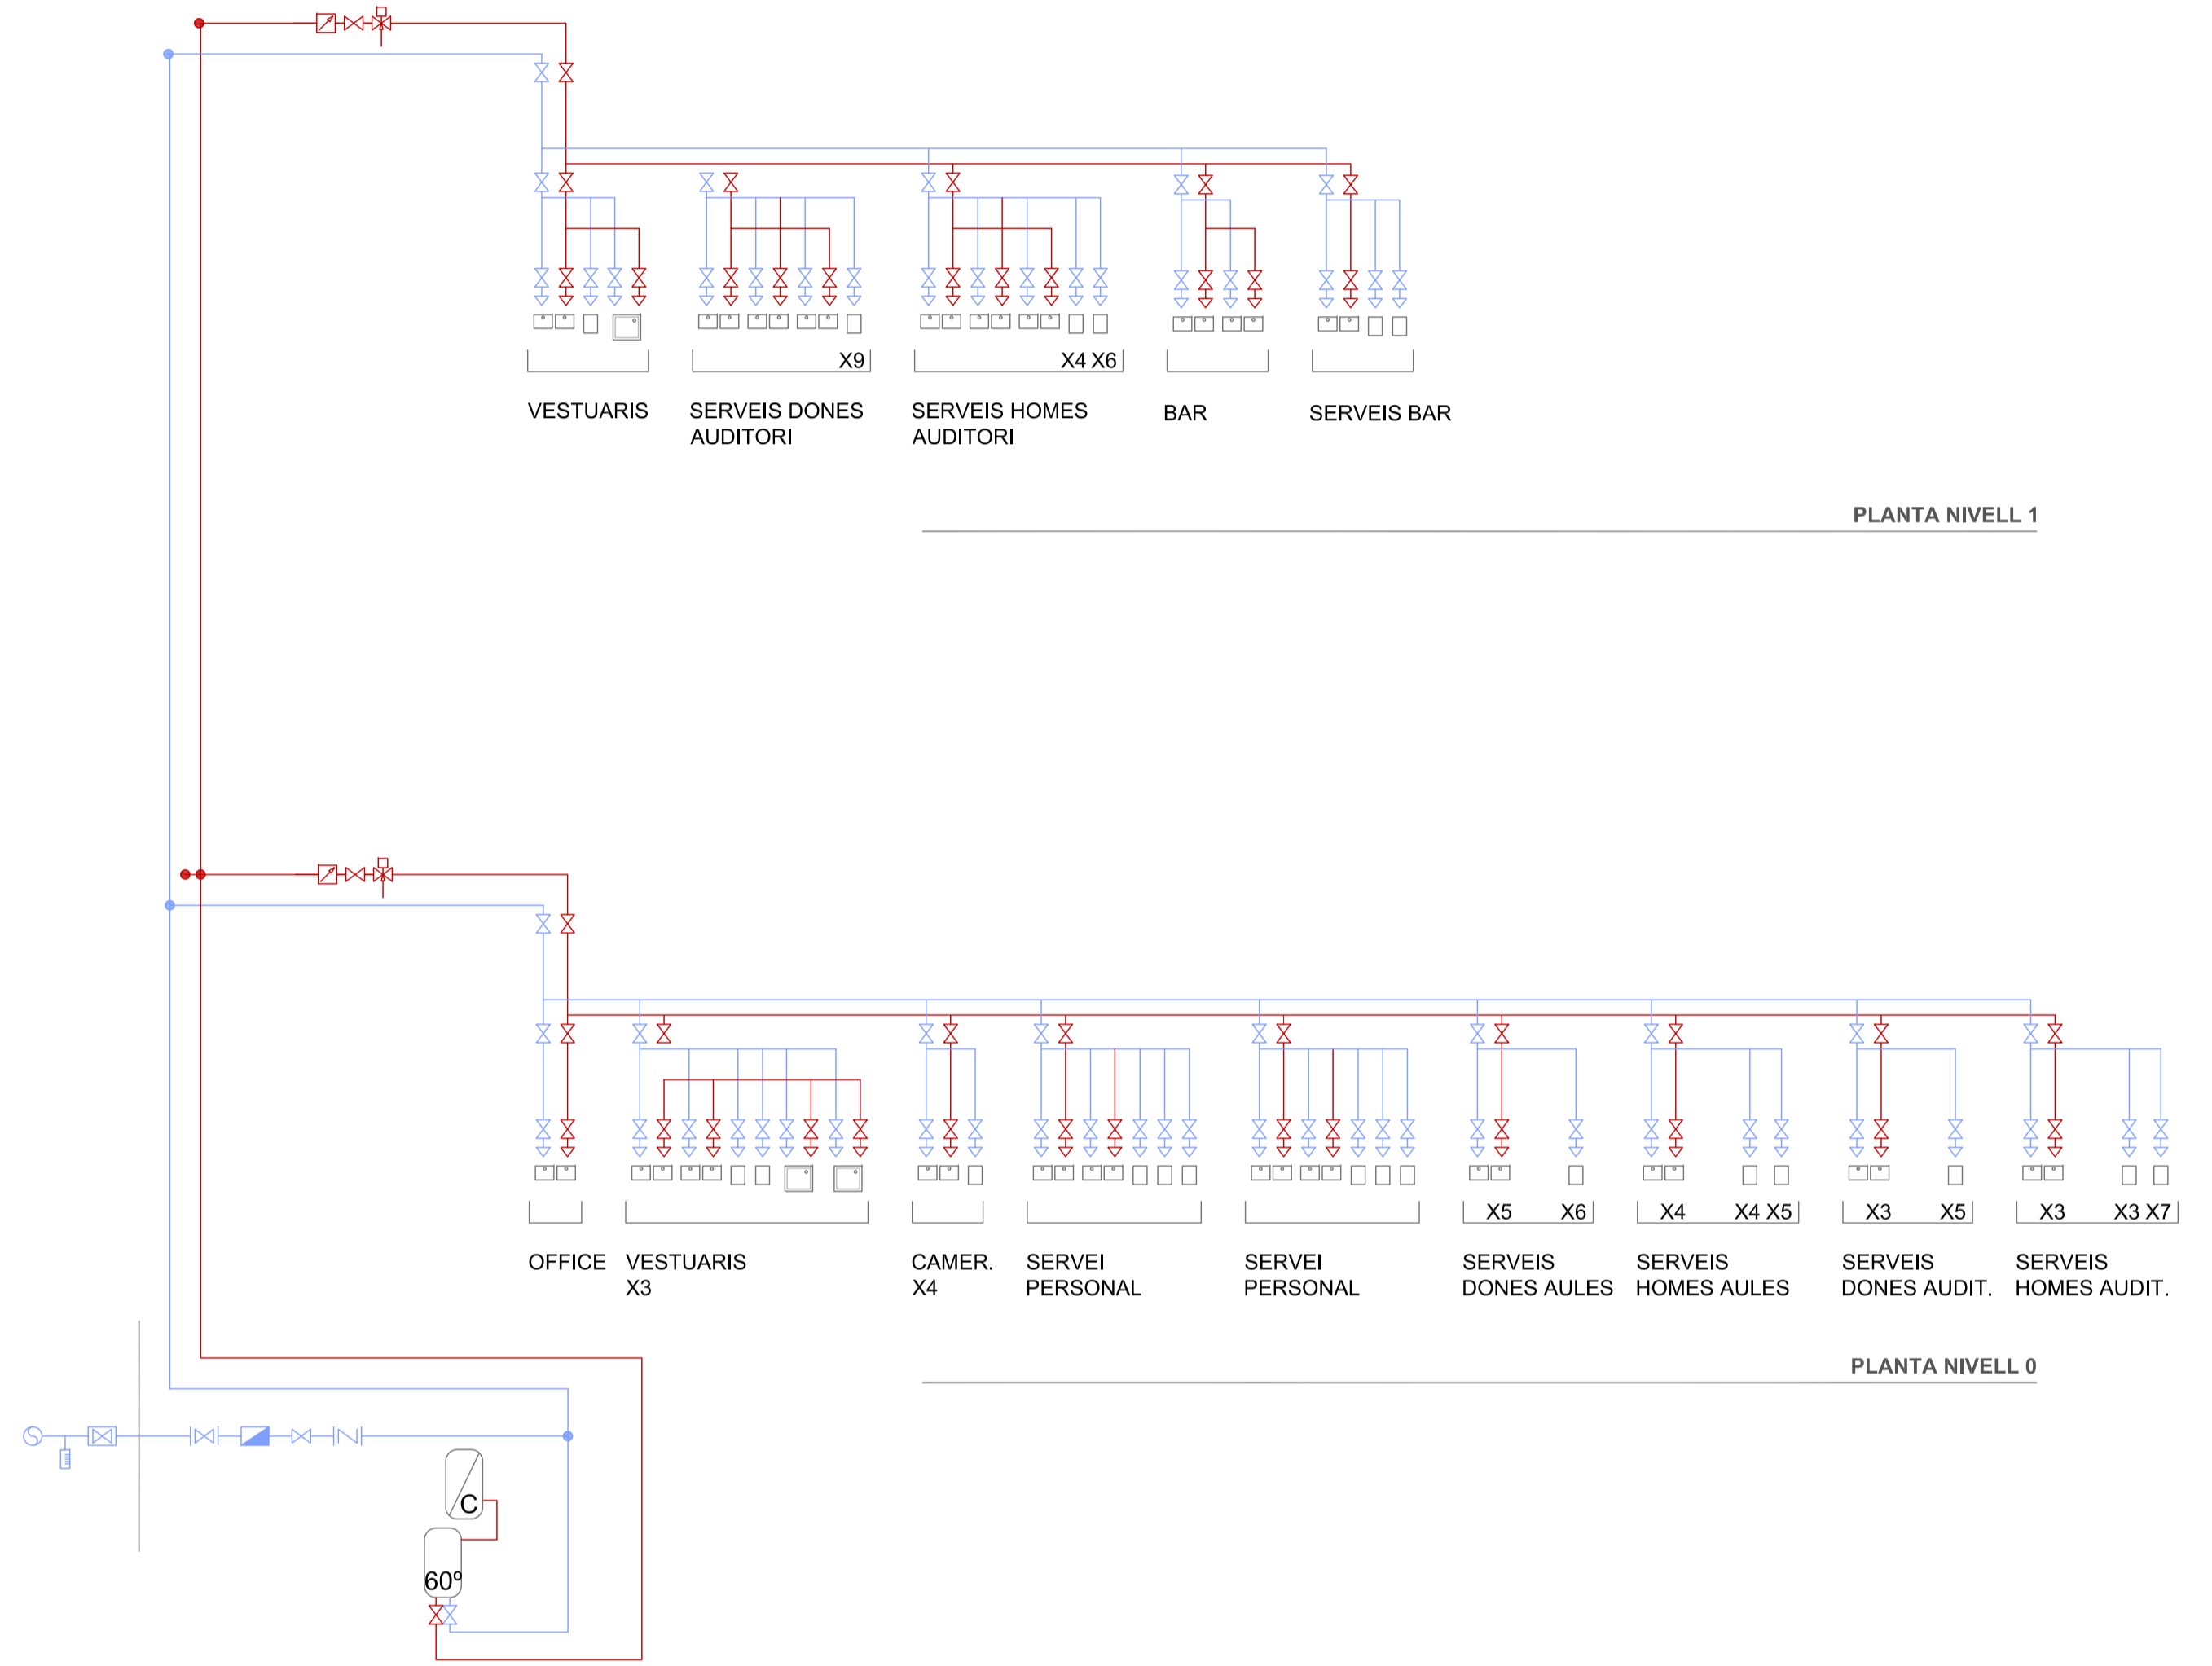 X9
X4 X6
VESTUARIS
SERVEIS DONES
AUDITORI
SERVEIS HOMES
AUDITORI
BAR
SERVEIS BAR
PLANTA NIVELL 1
X5
X6
X4
X4 X5
X3
X5
X3
X3 X7
OFFICE
VESTUARIS
X3
CAMER.
X4
SERVEI
PERSONAL
SERVEI
PERSONAL
SERVEIS
DONES AULES
SERVEIS
HOMES AULES
SERVEIS
DONES AUDIT.
SERVEIS
HOMES AUDIT.
PLANTA NIVELL 0
C
60º